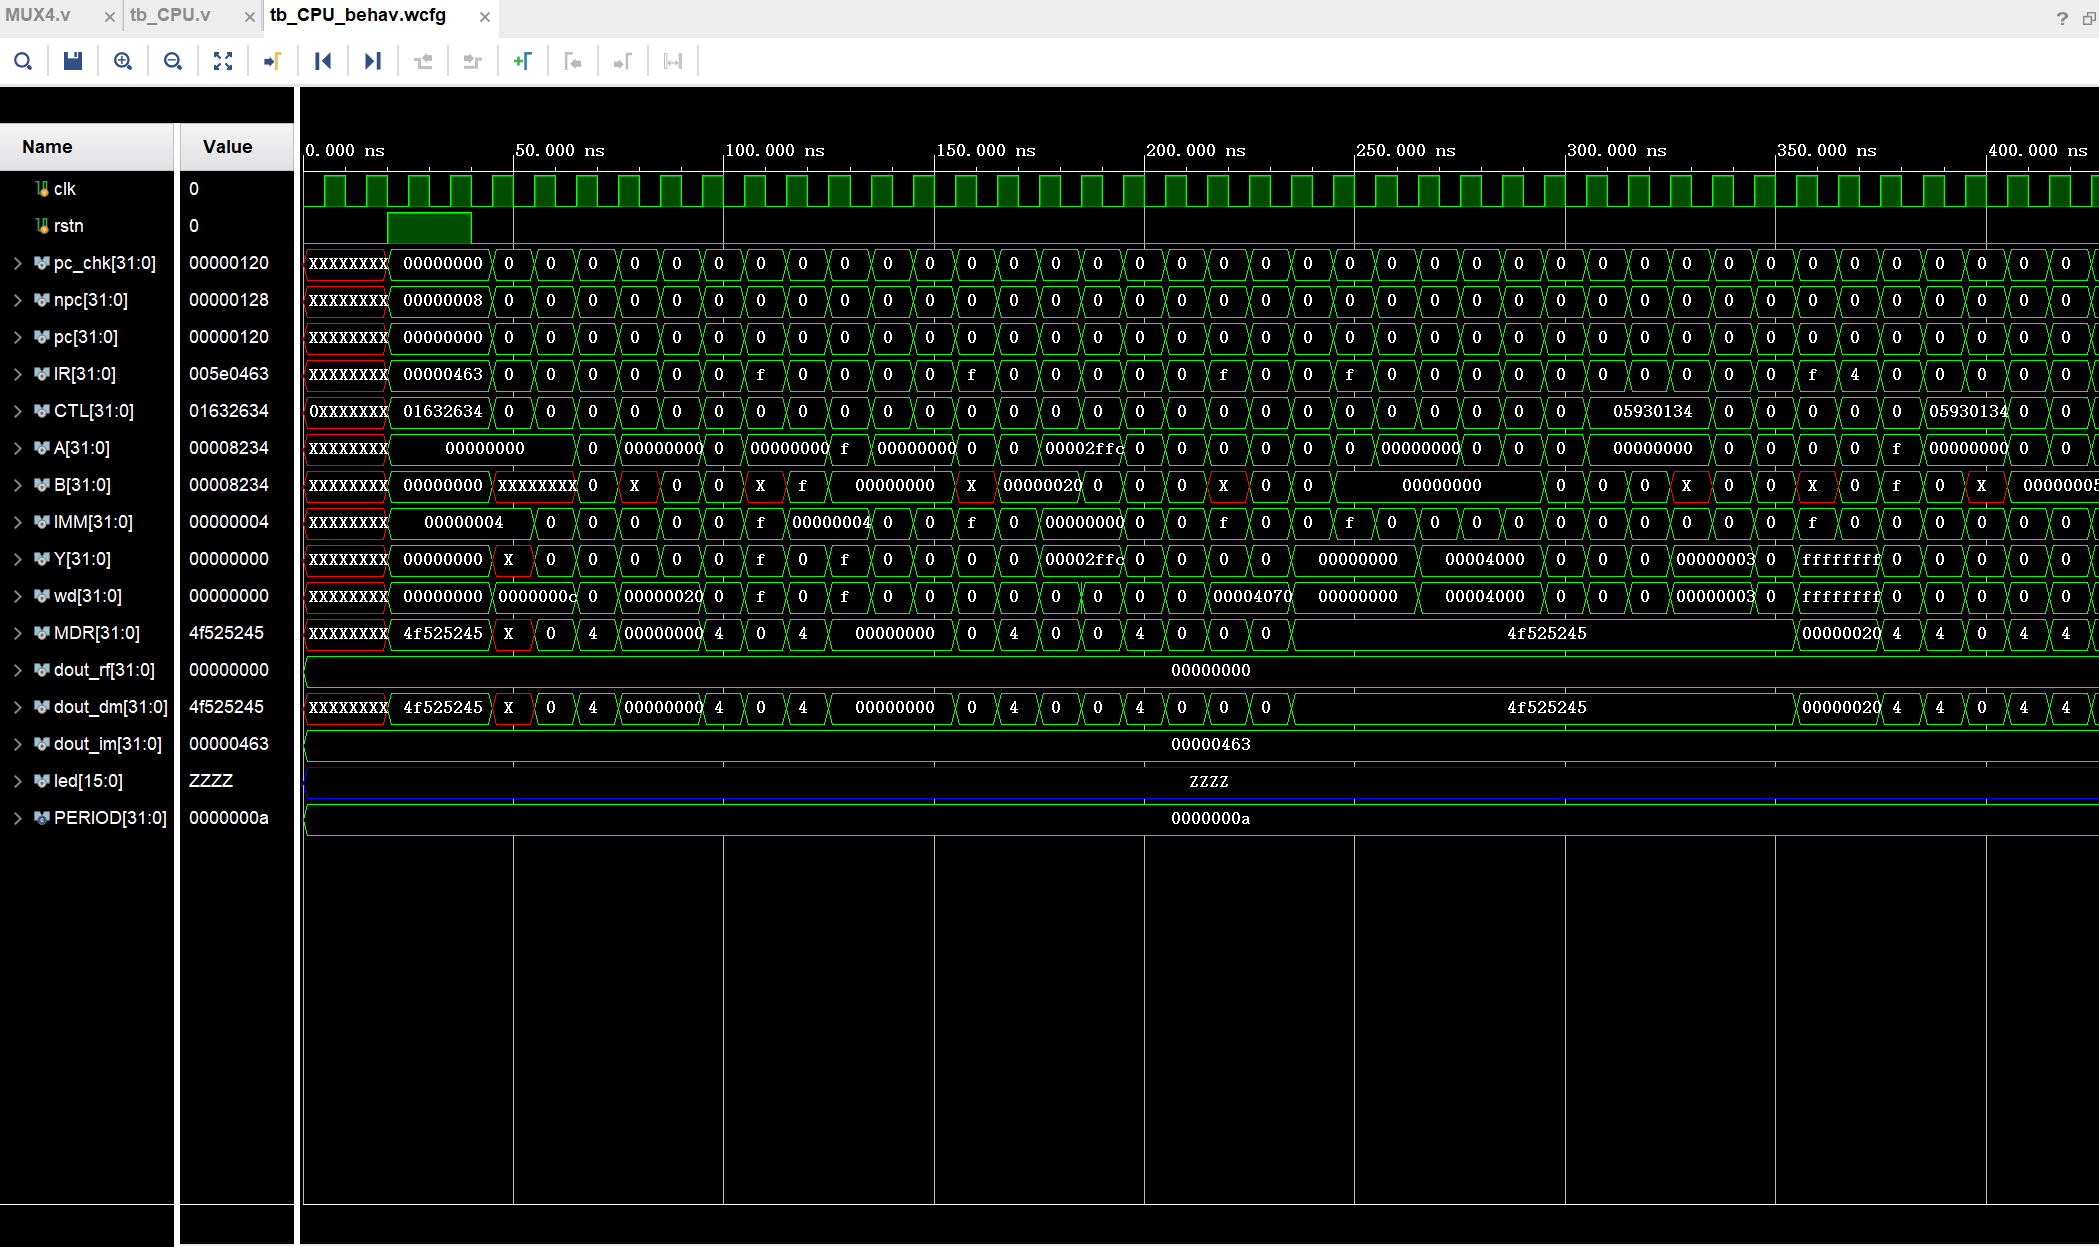 MUX4.v × tb_CPU.v × tb_CPU_behav.wcfg × ?
Name Value
0.000 ns 50.000 ns 100.000 ns 150.000 ns 200.000 ns 250.000 ns 300.000 ns 350.000 ns 400.000 ns
clk 0
rstn 0
pc_chk[31:0] 00000120 XXXXXXXX 00000000 0 0 0 0 0 0 0 0 0 0 0 0 0 0 0 0 0 0 0 0 0 0 0 0 0 0 0 0 0 0 0 0 0 0 0 0 0 0
npc[31:0] 00000128 XXXXXXXX 00000008 0 0 0 0 0 0 0 0 0 0 0 0 0 0 0 0 0 0 0 0 0 0 0 0 0 0 0 0 0 0 0 0 0 0 0 0 0 0
pc[31:0] 00000120 XXXXXXXX 00000000 0 0 0 0 0 0 0 0 0 0 0 0 0 0 0 0 0 0 0 0 0 0 0 0 0 0 0 0 0 0 0 0 0 0 0 0 0 0
IR[31:0] 005e0463 XXXXXXXX 00000463 0 0 0 0 0 0 f 0 0 0 0 f 0 0 0 0 0 f 0 0 f 0 0 0 0 0 0 0 0 0 0 f 4 0 0 0 0 0
CTL[31:0] 01632634 0XXXXXXX 01632634 0 0 0 0 0 0 0 0 0 0 0 0 0 0 0 0 0 0 0 0 0 0 0 0 0 0 05930134 0 0 0 0 0 05930134 0 0
A[31:0] 00008234 XXXXXXXX 00000000 0 00000000 0 00000000 f 00000000 0 0 00002ffc 0 0 0 0 0 0 00000000 0 0 0 00000000 0 0 0 0 f 00000000 0 0
B[31:0] 00008234 XXXXXXXX 00000000 XXXXXXXX 0 X 0 0 X f 00000000 X 00000020 0 0 0 X 0 0 00000000 0 0 0 X 0 0 X 0 f 0 X 00000005
IMM[31:0] 00000004 XXXXXXXX 00000004 0 0 0 0 0 f 00000004 0 0 f 0 00000000 0 0 f 0 0 f 0 0 0 0 0 0 0 0 0 0 f 0 0 0 0 0 0
Y[31:0] 00000000 XXXXXXXX 00000000 X 0 0 0 0 0 f 0 f 0 0 0 0 00002ffc 0 0 0 0 00000000 00004000 0 0 0 00000003 0 ffffffff 0 0 0 0 0
wd[31:0] 00000000 XXXXXXXX 00000000 0000000c 0 00000020 0 f 0 f 0 0 0 0 0 0 0 0 00004070 00000000 00004000 0 0 0 00000003 0 ffffffff 0 0 0 0 0
MDR[31:0] 4f525245 XXXXXXXX 4f525245 X 0 4 00000000 4 0 4 00000000 0 4 0 0 4 0 0 0 4f525245 00000020 4 4 0 4 4
dout_rf[31:0] 00000000 00000000
dout_dm[31:0] 4f525245 XXXXXXXX 4f525245 X 0 4 00000000 4 0 4 00000000 0 4 0 0 4 0 0 0 4f525245 00000020 4 4 0 4 4
dout_im[31:0] 00000463 00000463
led[15:0] ZZZZ ZZZZ
PERIOD[31:0] 0000000a 0000000a